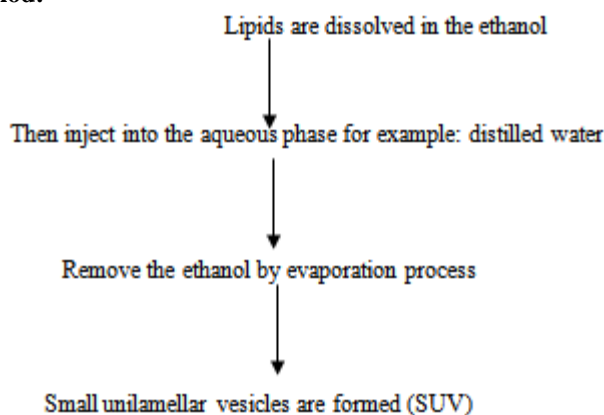 Lipids are dissolved in the ethanol
Then inject into the aqueous phase for example: distilled water
Remove the ethanol by evaporation process
Small unilamellar vesicles are formed (SUV)